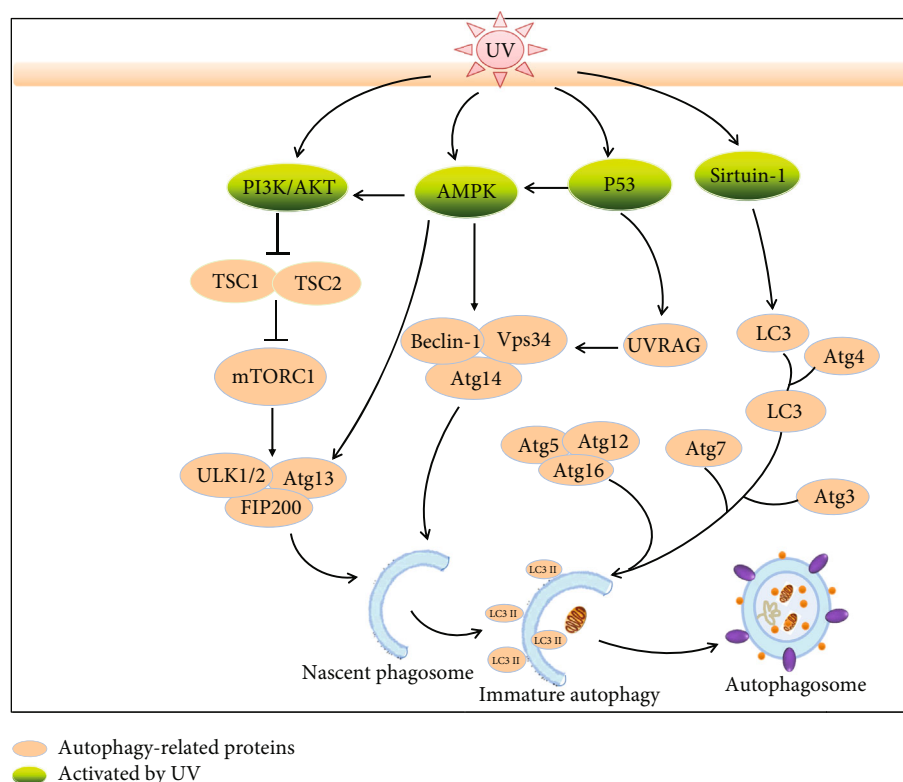 UV
PI3K/AKT
AMPK
P53
Sirtuin-1
TSC1
TSC2
Beclin-1
Vps34
UVRAG
LC3
Atg4
mTORC1
Atg14
LC3
Atg5
Atg12
Atg7
Atg16
ULK1/2
Atg13
Atg3
FIP200
LC3 II
LC3 II
LC3 II
LC3 II
Nascent phagosome
Immature autophagy
Autophagosome
Autophagy-related proteins
Activated by UV